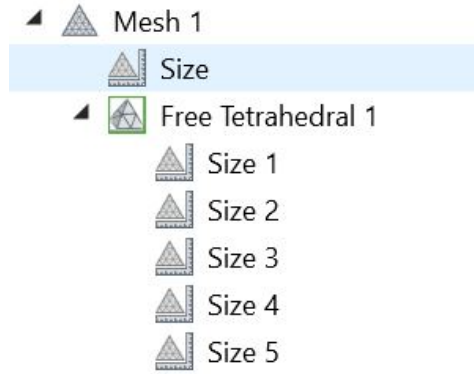 Mesh 1
Size
Free Tetrahedral 1
Size 1
Size 2
Size 3
Size 4
Size 5